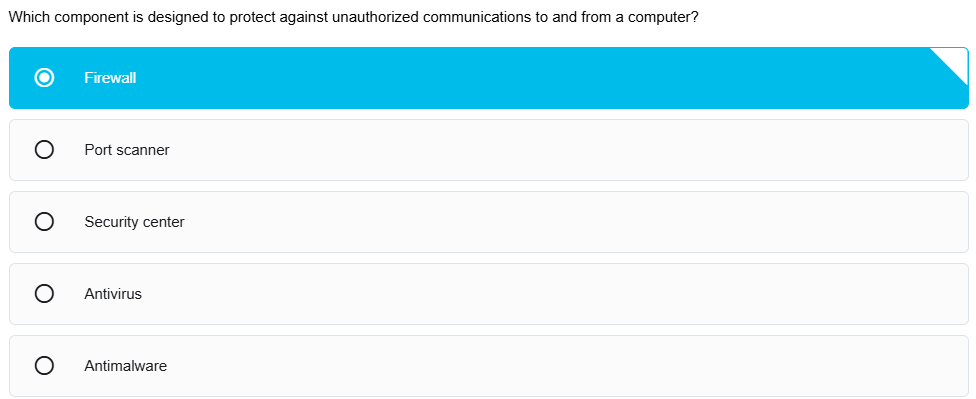 Which component is designed to protect against unauthorized communications to and from a computer?
Firewall
Port scanner
Security center
Antivirus
Antimalware